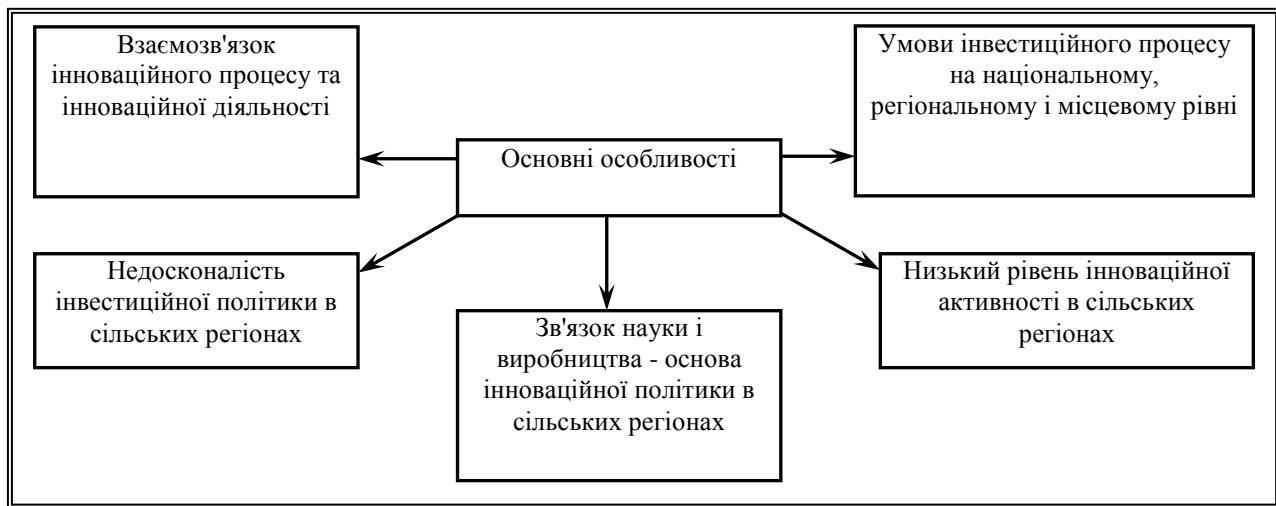 Взаємозв'язок
інноваційного процесу та
інноваційної діяльності
Умови інвестиційного процесу
на національному,
регіональному і місцевому рівні
Основні особливості
Недосконалість
інвестиційної політики в
сільських регіонах
Зв'язок науки і
виробництва - основа
інноваційної політики в
сільських регіонах
Низький рівень інноваційної
активності в сільських
регіонах